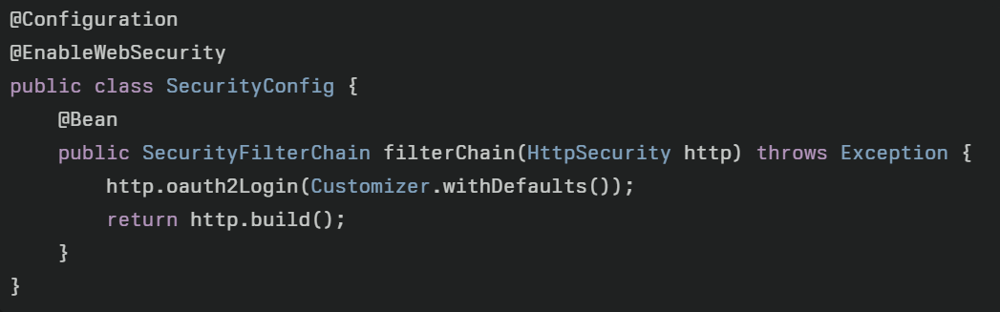 @Configuration
@EnableWebSecurity
public class SecurityConfig {
    @Bean
    public SecurityFilterChain filterChain(HttpSecurity http) throws Exception {
        http.oauth2Login(Customizer.withDefaults());
        return http.build();
    }
}